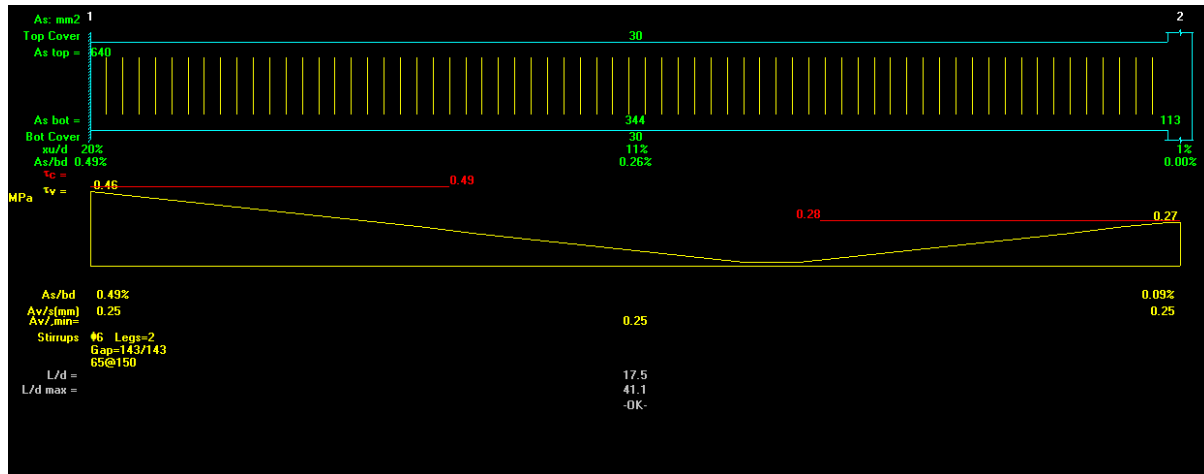 As: mm2 1 2
Top Cover 30
As top = 640
As bot = 344 113
Bot Cover 30
xu/d 20% 11% 1%
As/bd 0.49% 0.26% 0.00%
τc = 0.49 0.28
τv = 0.46 0.27
MPa
As/bd 0.49% 0.09%
Av/s(mm) 0.25 0.25
Av/,min= 0.25
Stirrups ϕ6 Legs=2
Gap=143/143
65@150
L/d = 17.5
L/d max = 41.1
-OK-